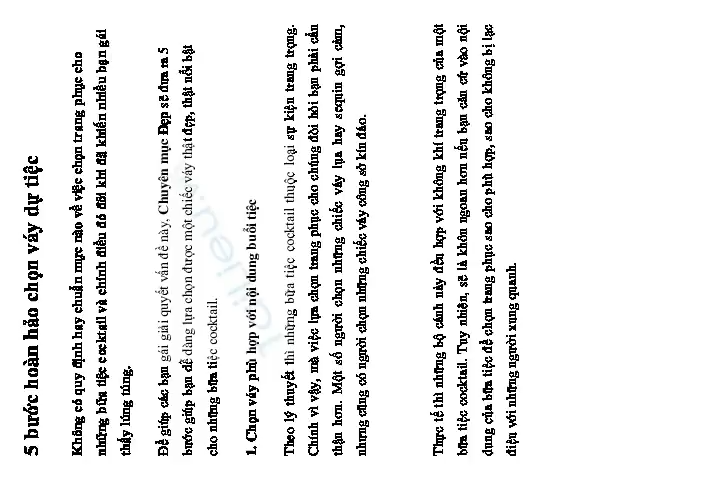 5 bước hoàn hảo chọn váy dự tiệc
Không có quy định hay chuẩn mực nào về việc chọn trang phục cho
những bữa tiệc cocktail và chính điều đó đôi khi đã khiến nhiều bạn gái
thấy lúng túng.
Để giúp các bạn gái giải quyết vấn đề này, Chuyên mục Đẹp sẽ đưa ra 5
bước giúp bạn dễ dàng lựa chọn được một chiếc váy thật đẹp, thật nổi bật
cho những bữa tiệc cocktail.
1. Chọn váy phù hợp với nội dung buổi tiệc
Theo lý thuyết thì những bữa tiệc cocktail thuộc loại sự kiện trang trọng.
Chính vì vậy, mà việc lựa chọn trang phục cho chúng đòi hỏi bạn phải cẩn
thận hơn. Một số người chọn những chiếc váy lụa hay sequin gợi cảm,
nhưng cũng có người chọn những chiếc váy công sở kín đáo.
Thực tế thì những bộ cánh này đều hợp với không khí trang trọng của một
bữa tiệc cocktail. Tuy nhiên, sẽ là khôn ngoan hơn nếu bạn căn cứ vào nội
dung của bữa tiệc để chọn trang phục sao cho phù hợp, sao cho không bị lạc
điệu với những người xung quanh.